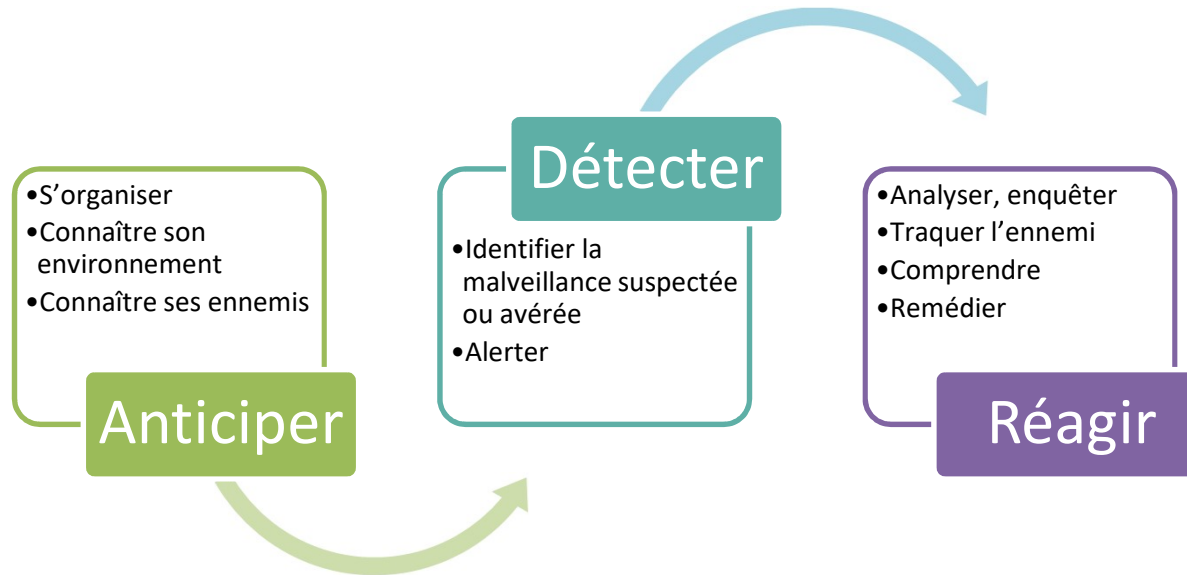 •S’organiser
•Connaître son
environnement
•Connaître ses ennemis
Anticiper
Détecter
•Identifier la
malveillance suspectée
ou avérée
•Alerter
•Analyser, enquêter
•Traquer l’ennemi
•Comprendre
•Remédier
Réagir